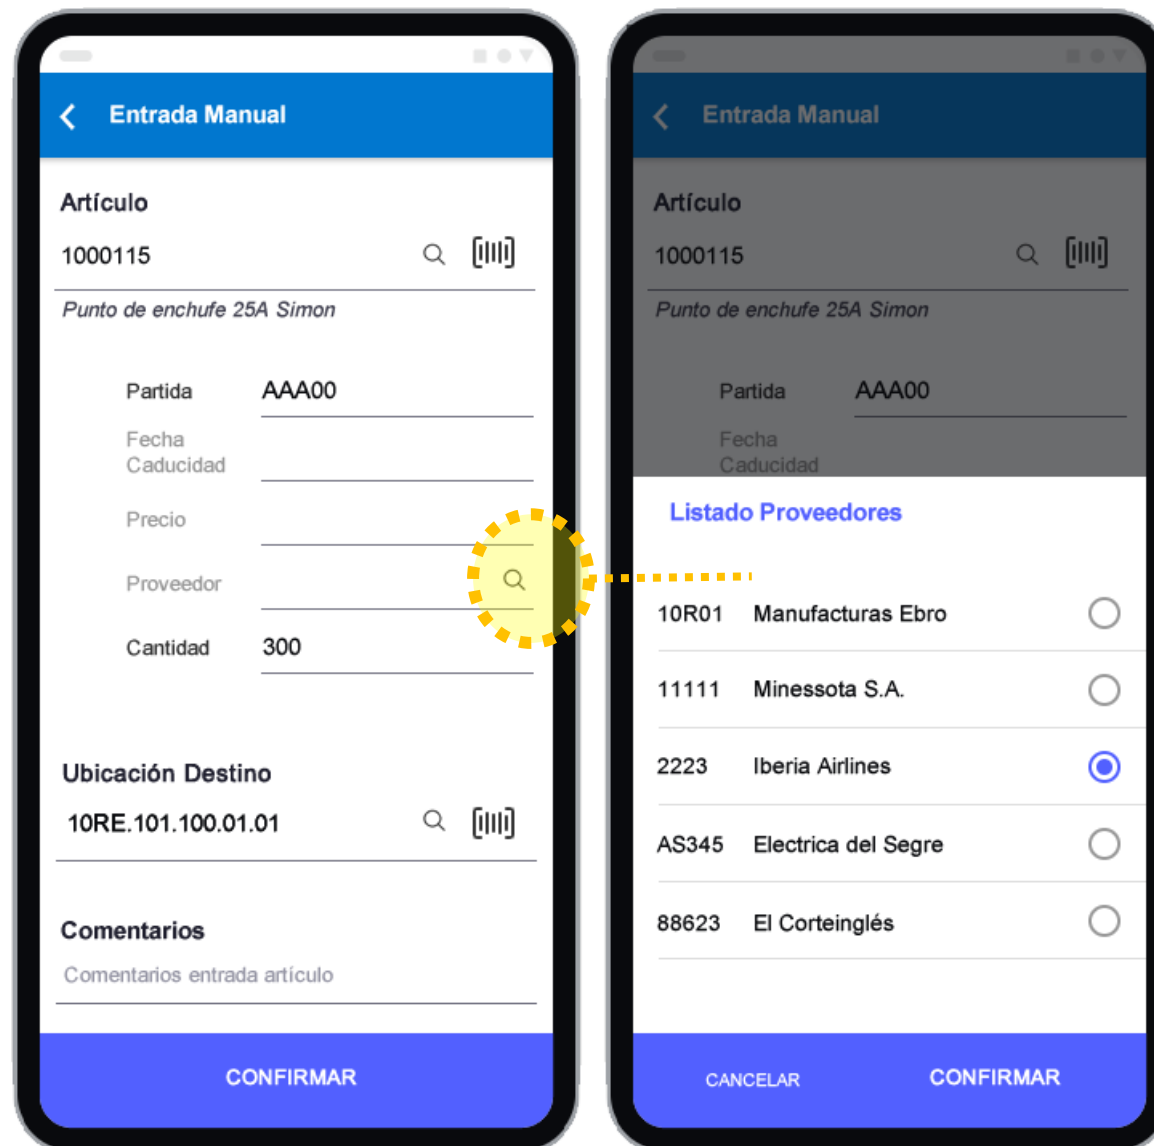 Entrada Manual
Artículo
1000115
Punto de enchufe 25A Simon
Partida AAA00
Fecha
Caducidad
Precio
Proveedor
Cantidad 300
Ubicación Destino
10RE.101.100.01.01
Comentarios
Comentarios entrada artículo
CONFIRMAR
Entrada Manual
Artículo
1000115
Punto de enchufe 25A Simon
Partida AAA00
Fecha
Caducidad
Listado Proveedores
10R01 Manufacturas Ebro
11111 Minessota S.A.
2223 Iberia Airlines
AS345 Electrica del Segre
88623 El Corteinglés
CANCELAR CONFIRMAR